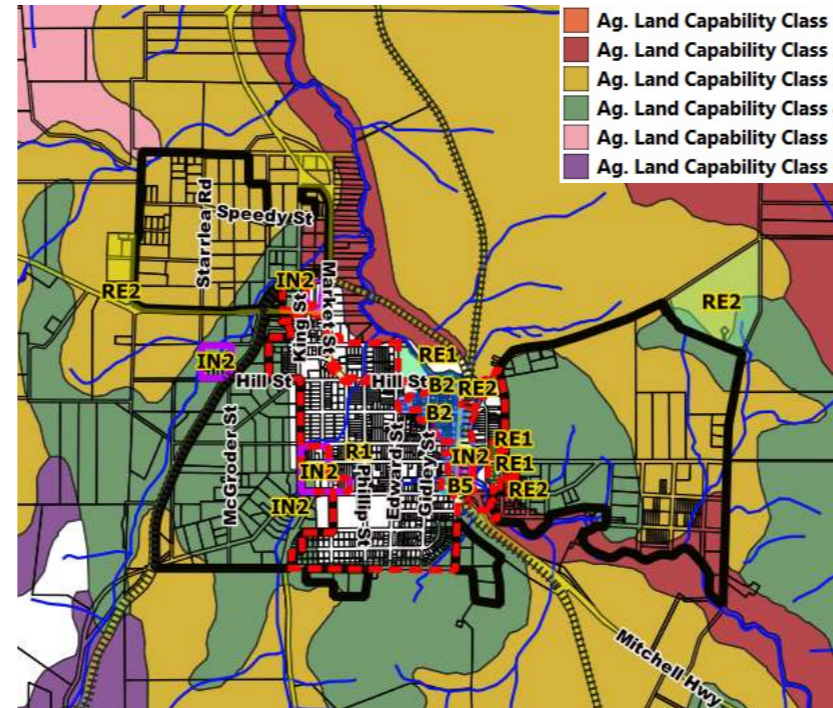 Ag. Land Capability Class
Ag. Land Capability Class
Ag. Land Capability Class
Ag. Land Capability Class
Ag. Land Capability Class
Ag. Land Capability Class
Starrlea Rd
Speedy St
RE2
IN2
King St
Market St
RE2
IN2
Hill St
Hill St
RE1
B2
RE2
B2
McGroder St
R1
IN2
Phillip St
Edward St
Gidley St
IN2
RE1
RE1
B5
RE2
IN2
Mitchell Hwy